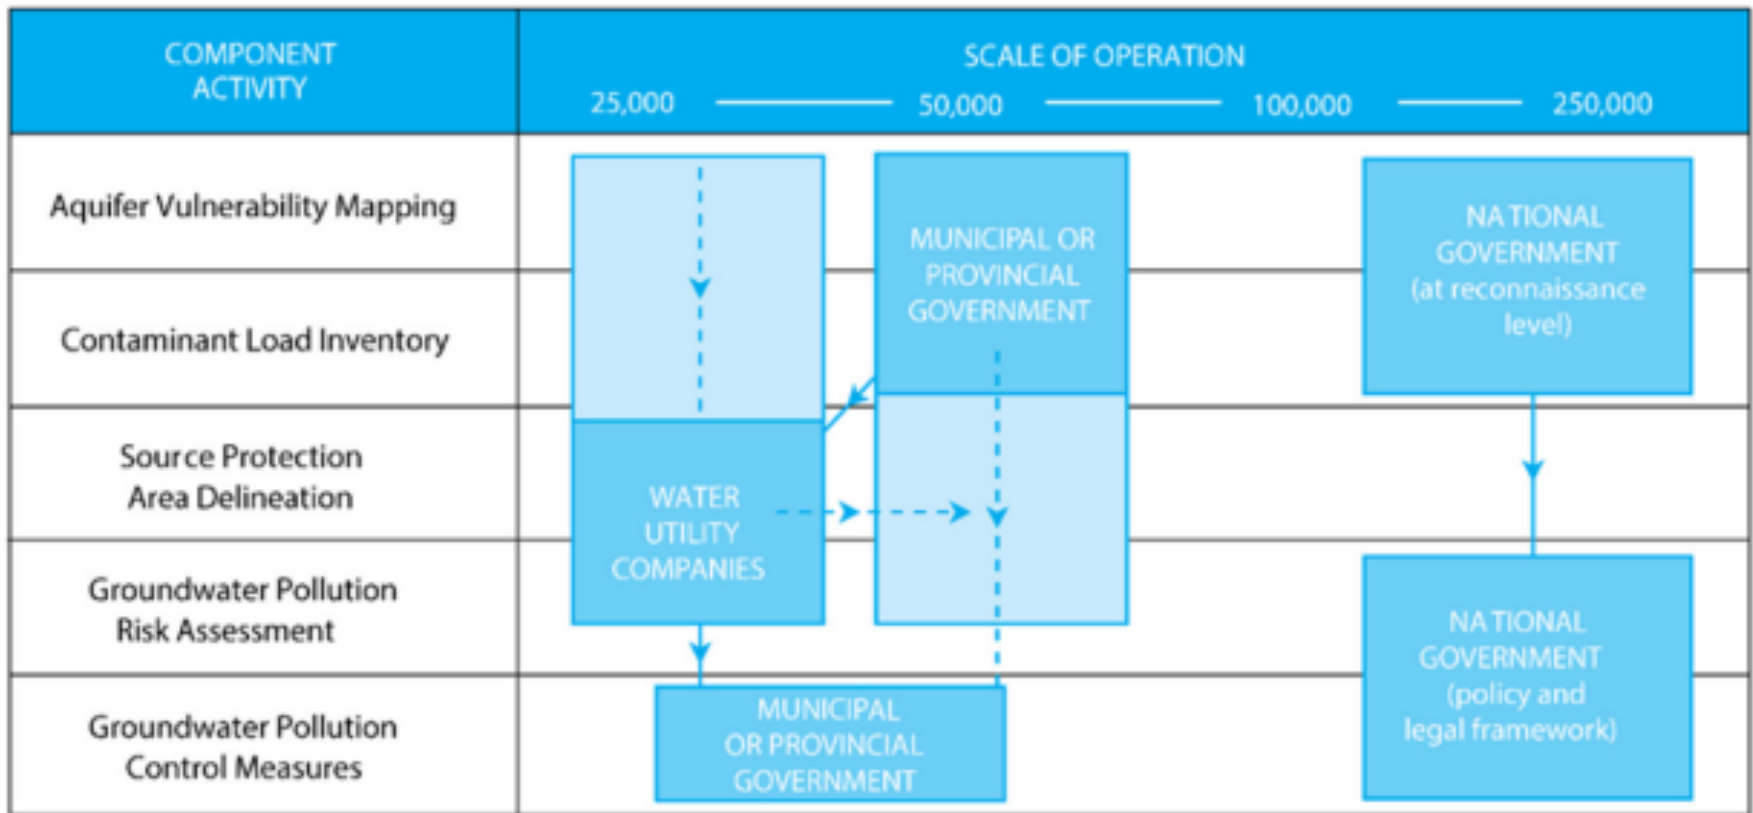 COMPONENT
ACTIVITY
SCALE OF OPERATION
25,000
50,000
100,000
250,000
Aquifer Vulnerability Mapping
Contaminant Load Inventory
Source Protection
Area Delineation
Groundwater Pollution
Risk Assessment
Groundwater Pollution
Control Measures
WATER
UTILITY
COMPANIES
MUNICIPAL OR
PROVINCIAL
GOVERNMENT
MUNICIPAL
OR PROVINCIAL
GOVERNMENT
NATIONAL
GOVERNMENT
(at reconnaissance
level)
NATIONAL
GOVERNMENT
(policy and
legal framework)